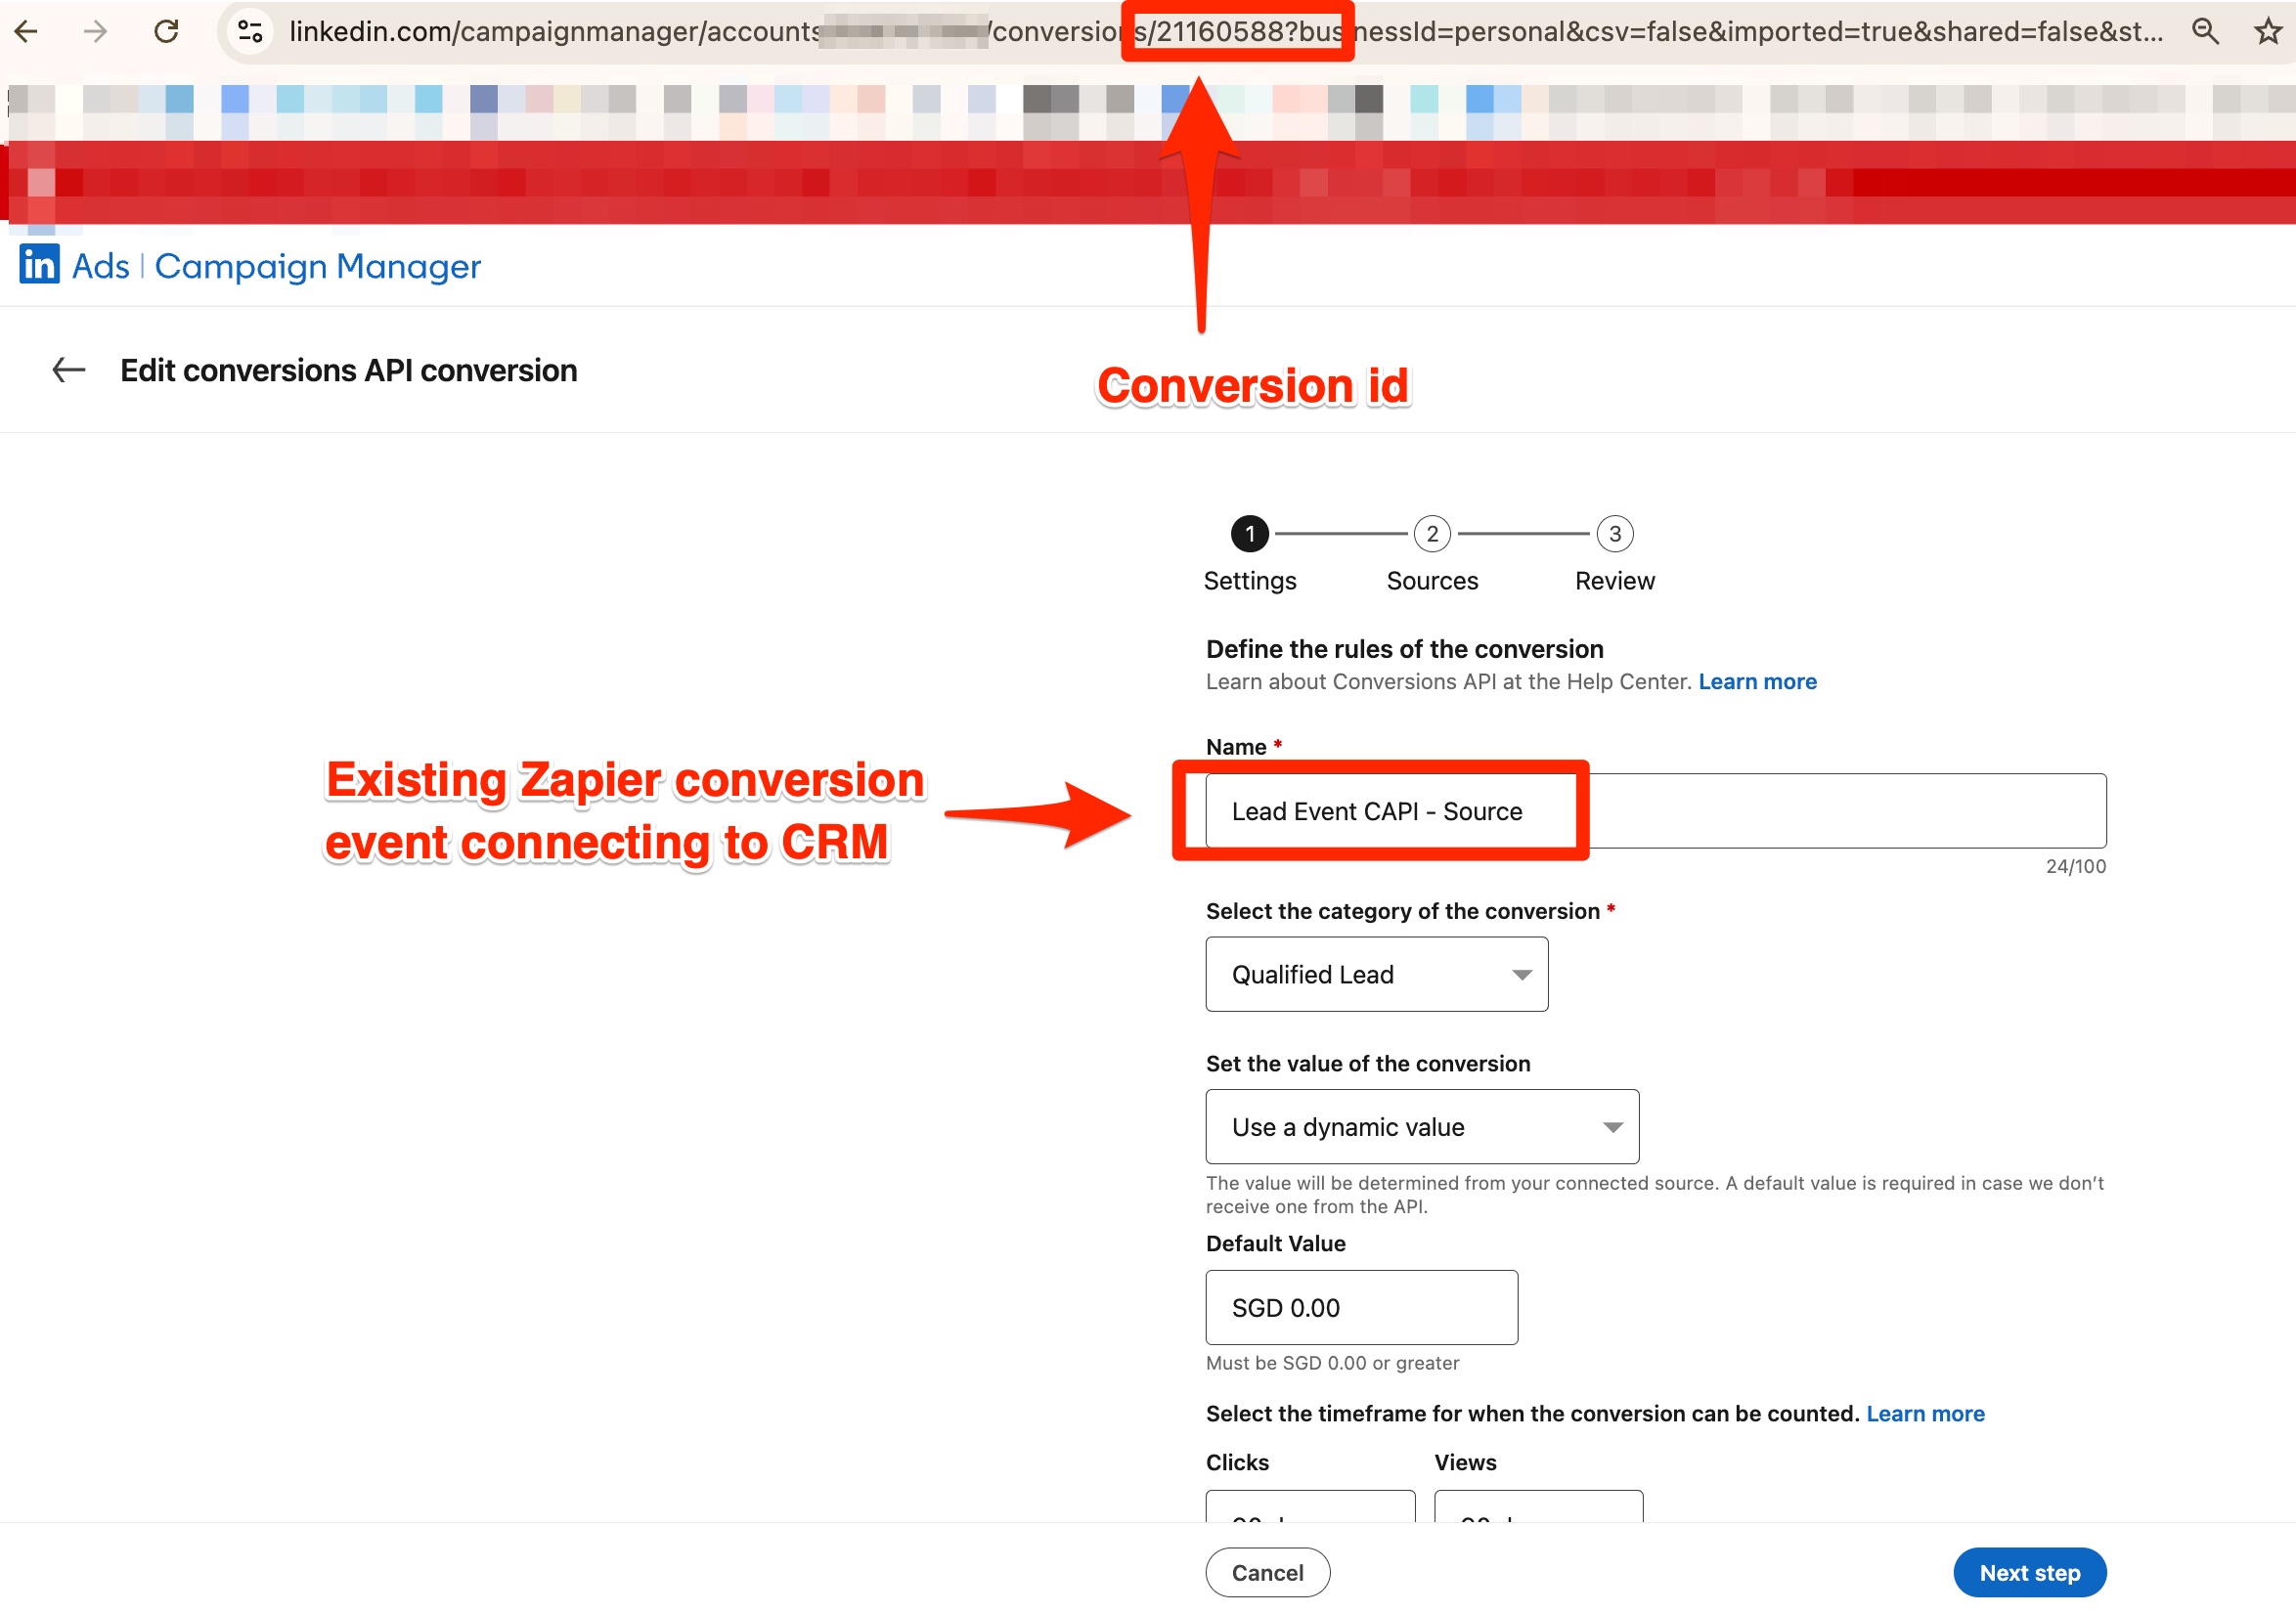 linkedin.com/campaignmanager/accounts /conversions/21160588?businessId=personal&csv=false&imported=true&shared=false&st...
in Ads | Campaign Manager
Edit conversions API conversion
Conversion id
1 2 3
Settings Sources Review
Define the rules of the conversion
Learn about Conversions API at the Help Center. Learn more
Name *
Existing Zapier conversion
event connecting to CRM
Lead Event CAPI - Source
24/100
Select the category of the conversion *
Qualified Lead
Set the value of the conversion
Use a dynamic value
The value will be determined from your connected source. A default value is required in case we don't
receive one from the API.
Default Value
SGD 0.00
Must be SGD 0.00 or greater
Select the timeframe for when the conversion can be counted. Learn more
Clicks Views
Cancel Next step